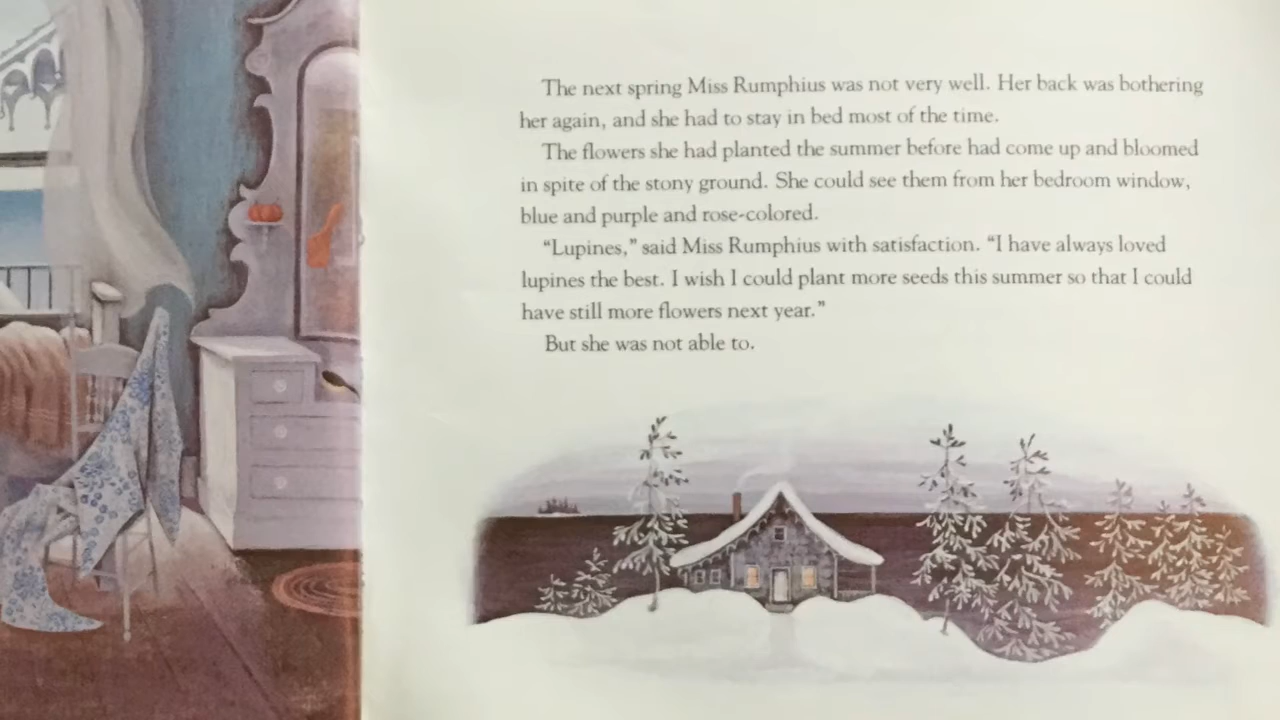 The next spring Miss Rumphius was not very well. Her back was bothering
her again, and she had to stay in bed most of the time.
The flowers she had planted the summer before had come up and bloomed
in spite of the stony ground. She could see them from her bedroom window,
blue and purple and rose-colored.
“Lupines,” said Miss Rumphius with satisfaction. “I have always loved
lupines the best. I wish I could plant more seeds this summer so that I could
have still more flowers next year.”
But she was not able to.